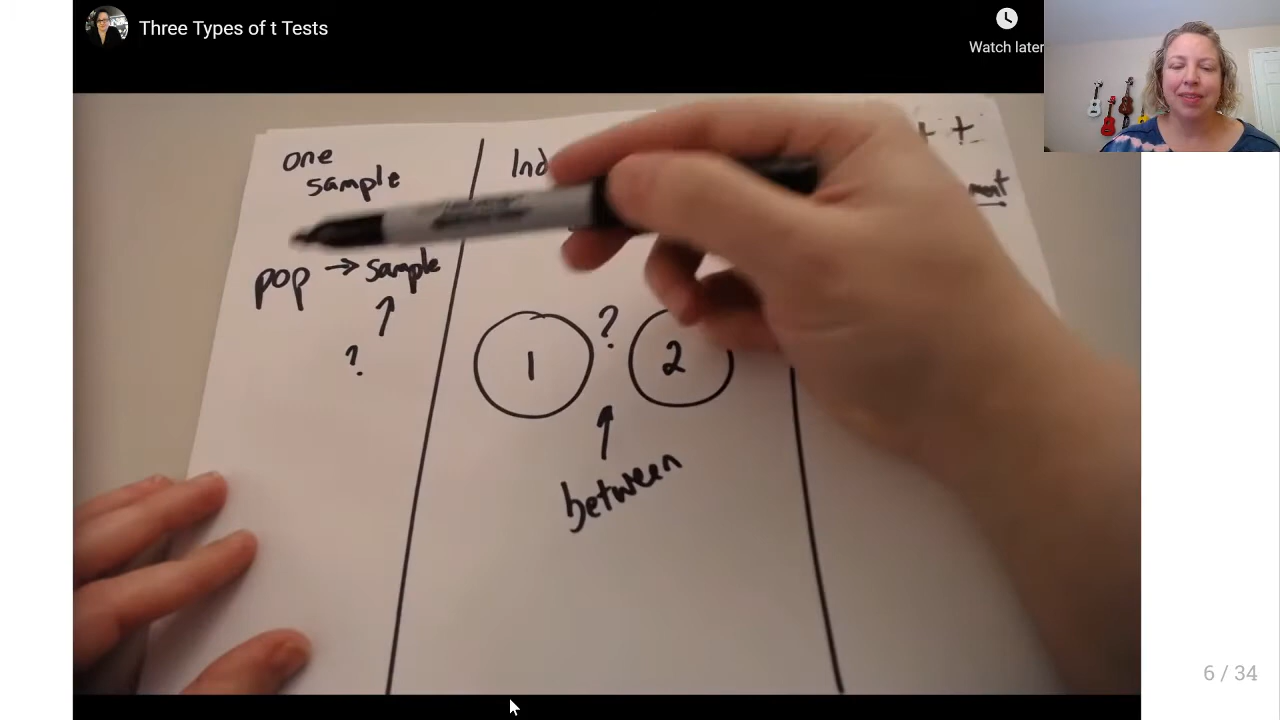 Three Types of t Tests
Watch later
one
sample
pop → sample
↑
?
Ind
1 ? 2
↑
between
6 / 34